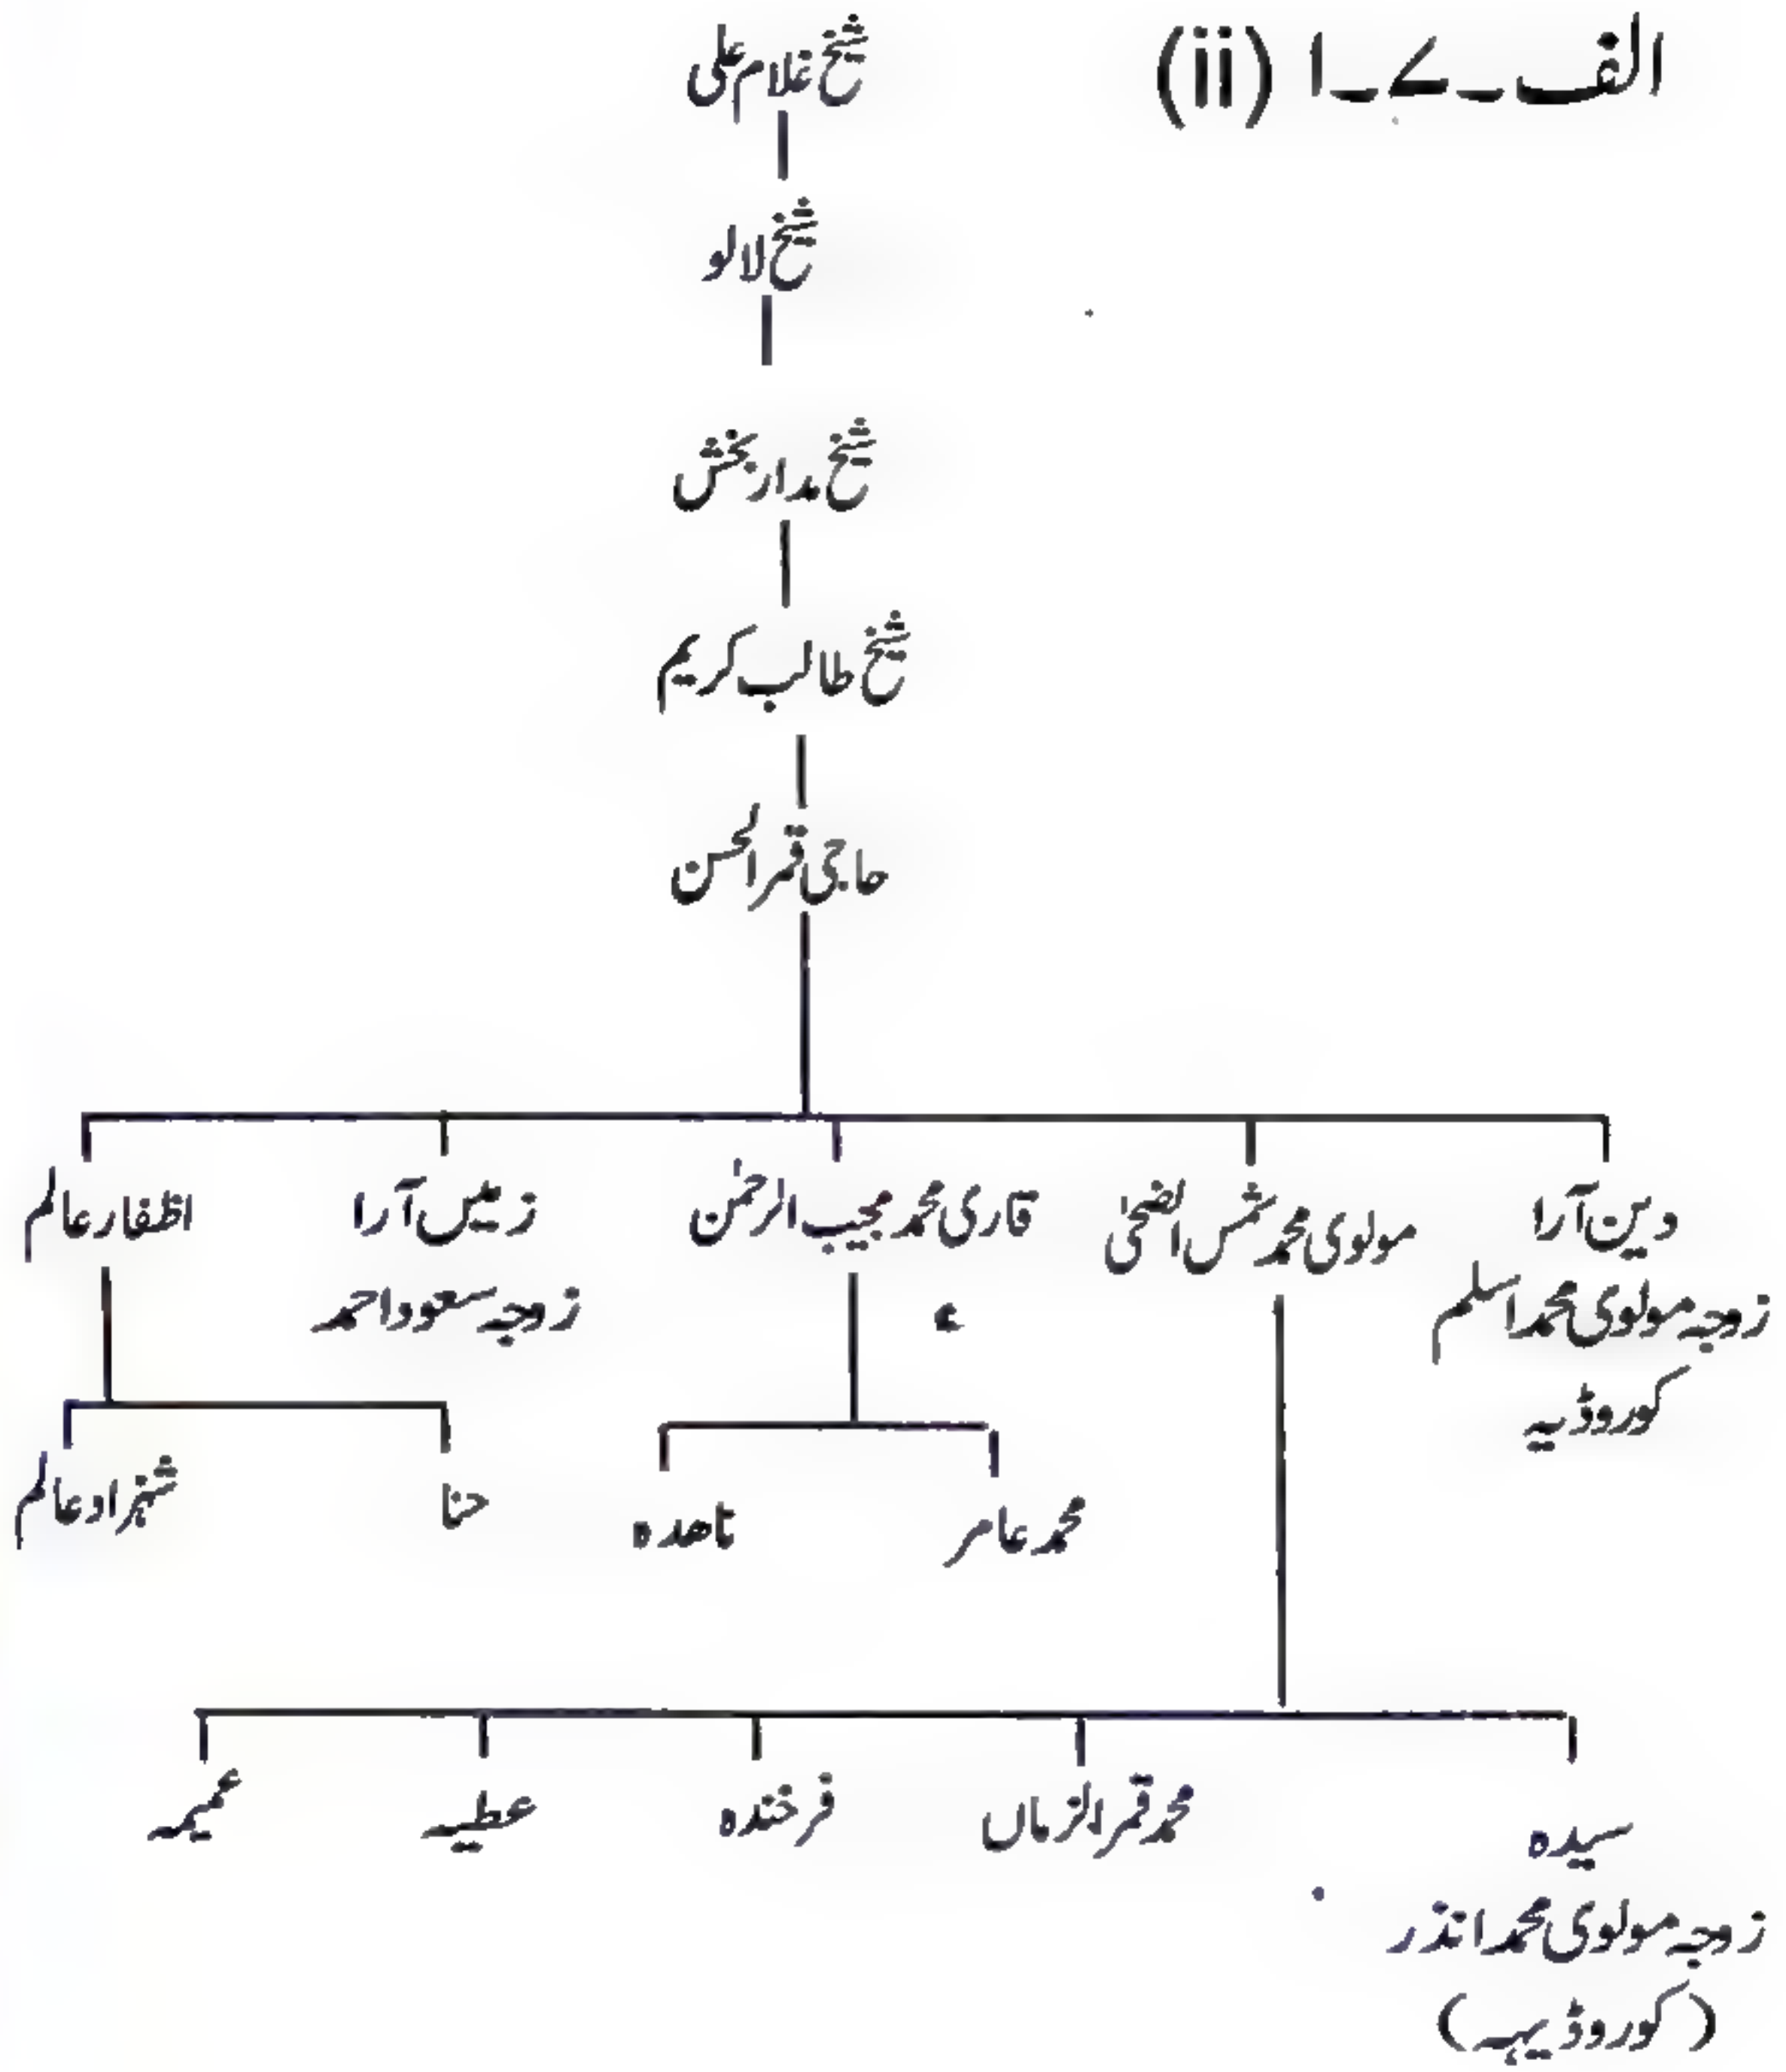 الف۔۷۔۱ (ii)
شیخ غلام علی
شیخ لالو
شیخ مدار بخش
شیخ طالب کریم
حاجی قمر الحسن
دین آرا
زوجہ مولوی محمد اسلم
کوروڈیہ
مولوی محمد شمس الضحیٰ
قاری محمد مجیب الرحمٰن
آرا
زوجہ سعود احمد
اظفار عالم
محمد عامر
ناھدہ
حنا
شہزاد عالم
سیدہ
زوجہ مولوی محمد انذر
(کوروڈیہہ)
محمد قمر الزماں
فرخندہ
عطیہ
عمیمہ